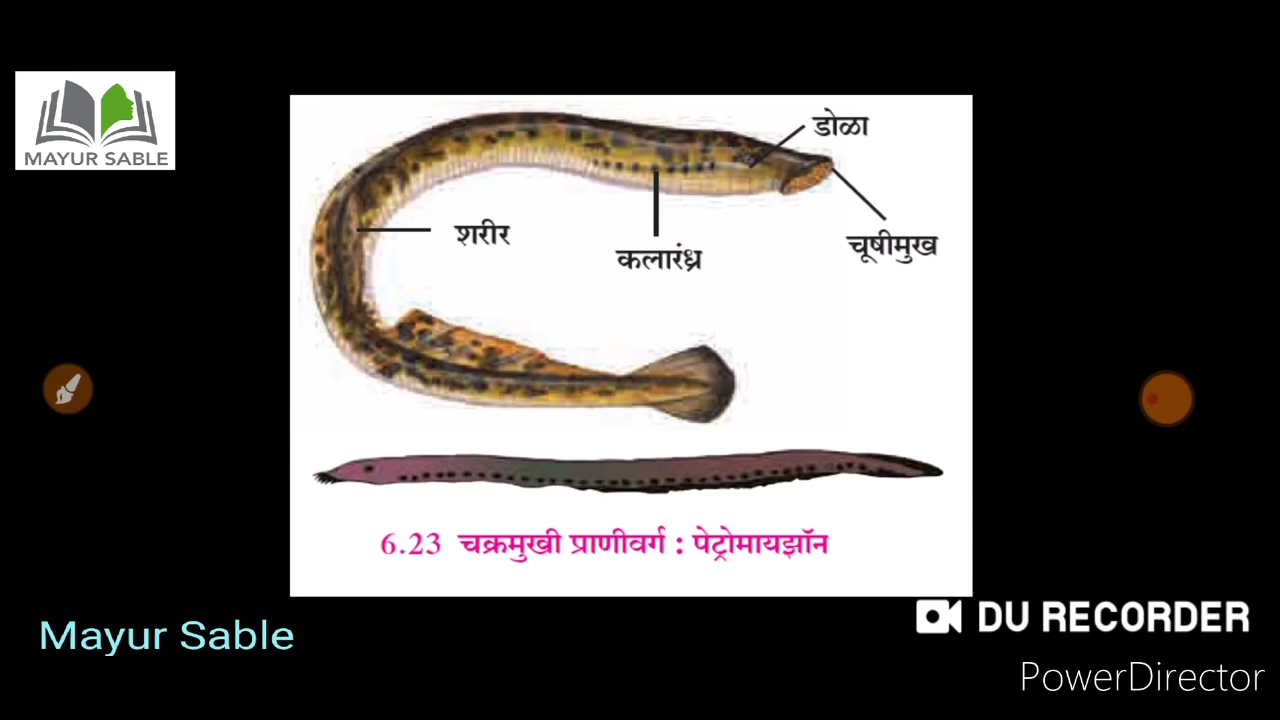 MAYUR SABLE
डोळा
शरीर
कलारंध्र
चूषीमुख
6.23 चक्रमुखी प्राणीवर्ग : पेट्रोमायझॉन
Mayur Sable
DU RECORDER
PowerDirector